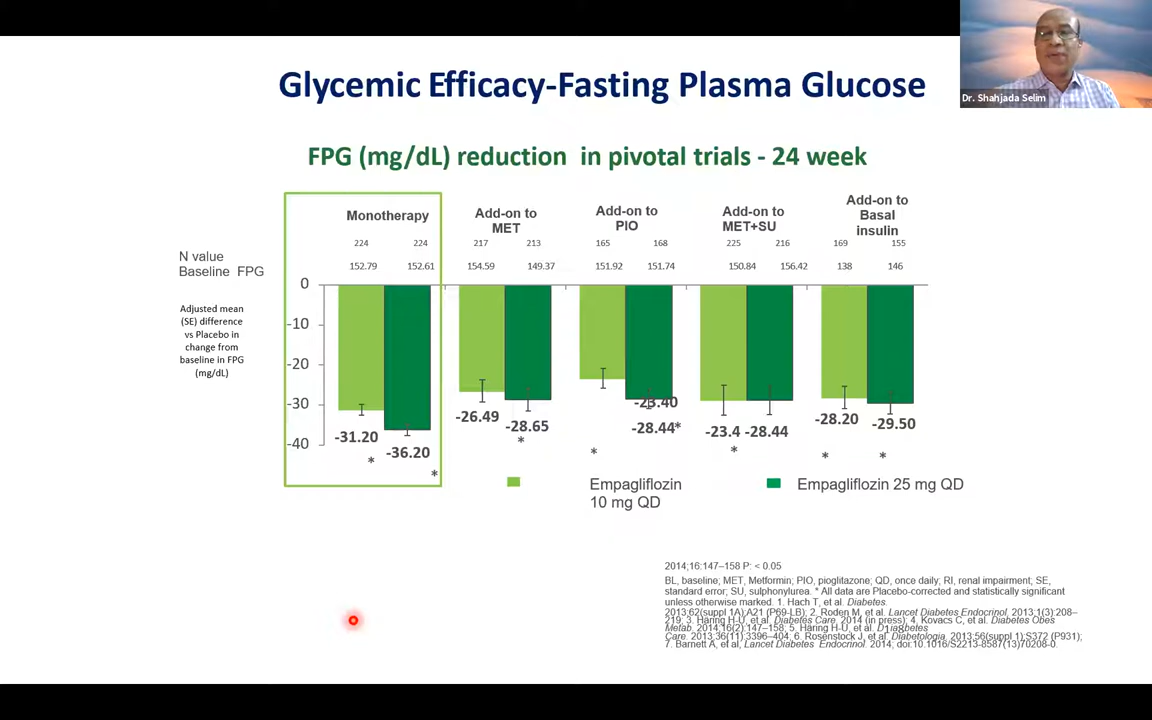 Dr. Shahjada Selim
Glycemic Efficacy-Fasting Plasma Glucose
FPG (mg/dL) reduction in pivotal trials - 24 week
Monotherapy
Add-on to
MET
Add-on to
PIO
Add-on to
MET+SU
Add-on to
Basal
insulin
N value
224 224 217 213 165 168 225 216 169 155
Baseline FPG
152.79 152.61 154.59 149.37 151.92 151.74 150.84 156.42 138 146
Adjusted mean
(SE) difference
vs Placebo in
change from
baseline in FPG
(mg/dL)
0
-10
-20
-30
-40
-31.20
*
-36.20
*
-26.49
-28.65
*
*
-23.40
-28.44*
-23.4 -28.44
*
-28.20
*
-29.50
*
Empagliflozin
10 mg QD
Empagliflozin 25 mg QD
2014;16:147–158 P: < 0.05
BL, baseline; MET, Metformin; PIO, pioglitazone; QD, once daily; RI, renal impairment; SE,
standard error; SU, sulphonylurea. * All data are Placebo-corrected and statistically significant
unless otherwise marked. 1. Hach T, et al. Diabetes.
2013;62(suppl 1A):A21 (P69-LB); 2. Roden M, et al. Lancet Diabetes Endocrinol. 2013;1(3):208–
219; 3. Häring H-U, et al. Diabetes Care. 2014 (in press); 4. Kovacs C, et al. Diabetes Obes
Metab. 2014;16(2):147–158; 5. Häring H-U, et al. Diabetes
Care. 2013;36(11):3396–404; 6. Rosenstock J, et al. Diabetologia. 2013;56(suppl 1):S372 (P931);
7. Barnett A, et al, Lancet Diabetes Endocrinol. 2014; doi:10.1016/S2213-8587(13)70208-0.